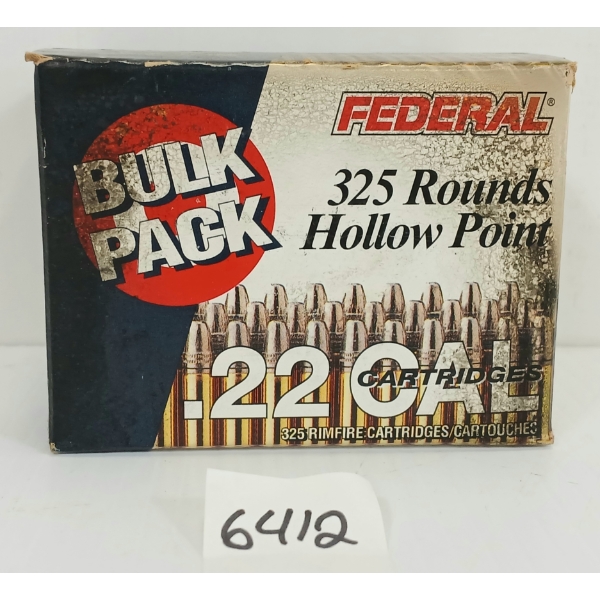 BULK
PACK
FEDERAL®
325 Rounds
Hollow Point
.22 CAL
CARTRIDGES
325 RIMFIRE CARTRIDGES/CARTOUCHES
6412